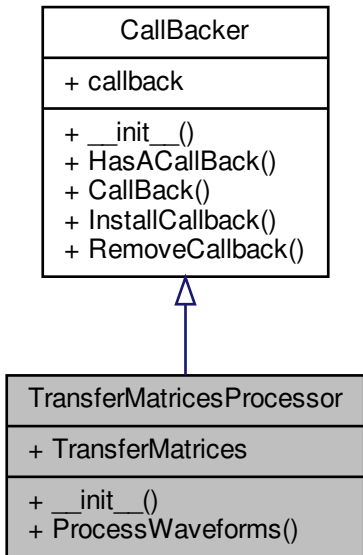 CallBacker
+ callback
+ __init__()
+ HasACallBack()
+ CallBack()
+ InstallCallback()
+ RemoveCallback()
TransferMatricesProcessor
+ TransferMatrices
+ __init__()
+ ProcessWaveforms()